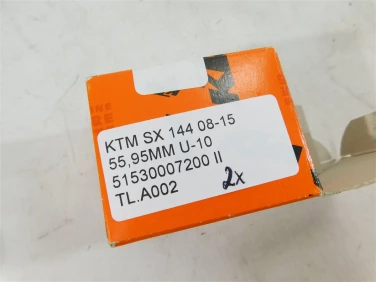 KTM SX 144 08-15
55,95MM U-10
51530007200 II
TL.A002
2x